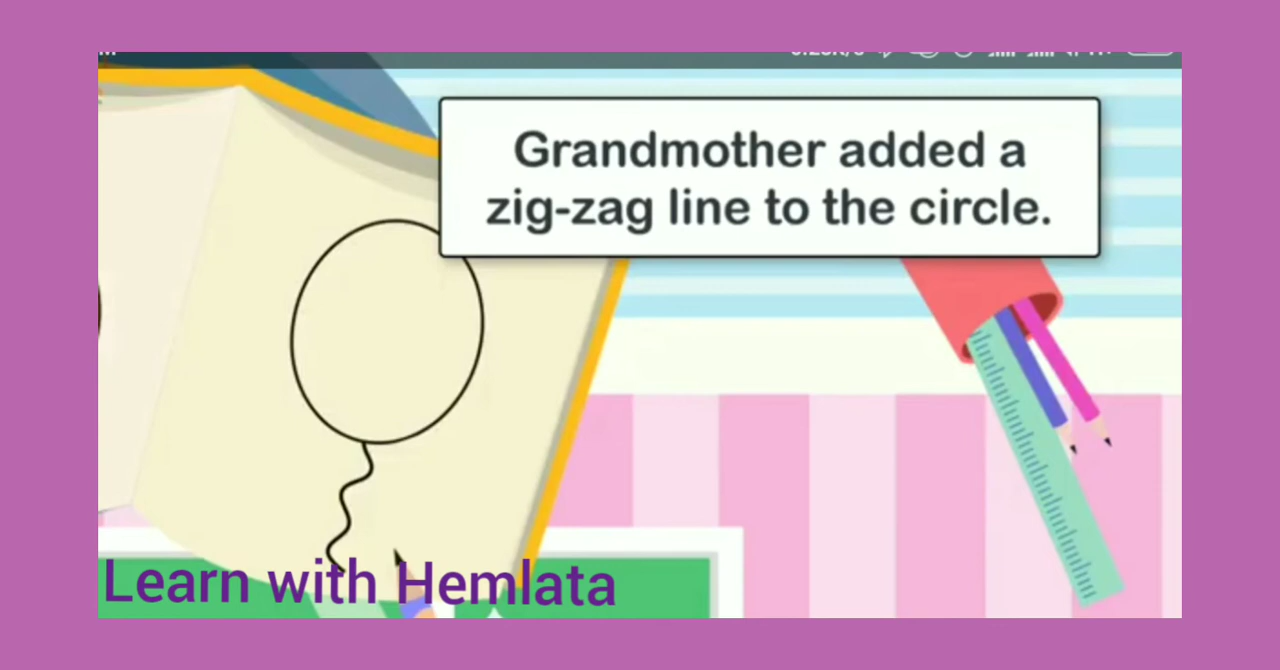 Grandmother added a
zig-zag line to the circle.
Learn with Hemlata